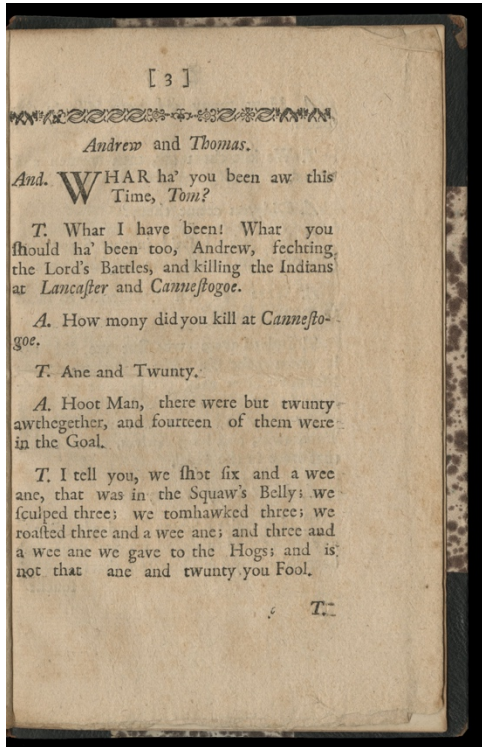 [ 3 ]
Andrew and Thomas.
And. WHAR ha' you been aw this
Time, Tom?
T. Whar I have been! Whar you
ſhould ha' been too, Andrew, fechting
the Lord's Battles, and killing the Indians
at Lancaſter and Canneſtogoe.
A. How mony did you kill at Canneſto-
goe.
T. Ane and Twunty.
A. Hoot Man, there were but twunty
awthegether, and fourteen of them were
in the Goal.
T. I tell you, we ſhot ſix and a wee
ane, that was in the Squaw's Belly; we
ſculped three; we tomhawked three; we
roaſted three and a wee ane; and three and
a wee ane we gave to the Hogs; and is
not that ane and twunty you Fool.
T.